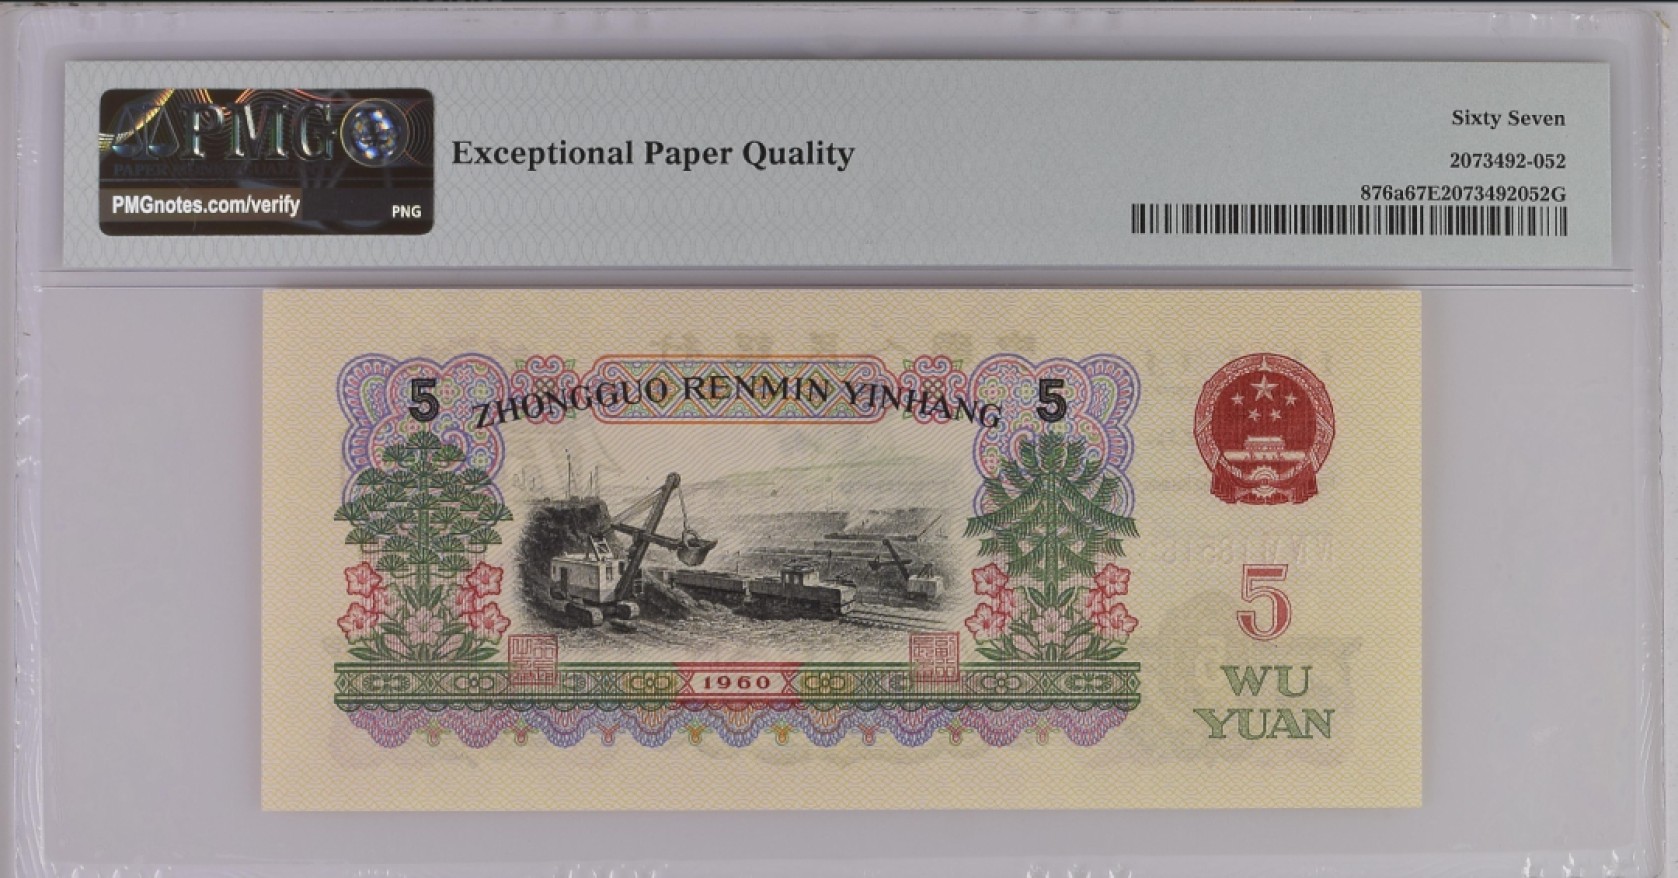 PMG
PMGnotes.com/verify
PNG
Exceptional Paper Quality
Sixty Seven
2073492-052
876a67E2073492052G
5
ZHONGGUO RENMIN YINHANG
5
1960
5
WU
YUAN